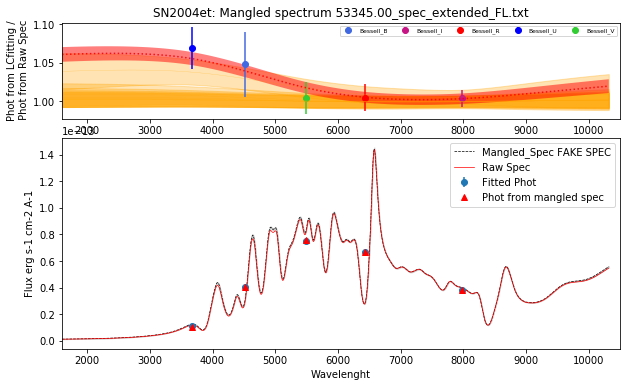 SN2004et: Mangled spectrum 53345.00_spec_extended_FL.txt
Phot from LCfitting /
Phot from Raw Spec
1.10
1.05
1.00
Bessell_B
Bessell_I
Bessell_R
Bessell_U
Bessell_V
2000 3000 4000 5000 6000 7000 8000 9000 10000
1e−13
Flux erg s-1 cm-2 A-1
1.4
1.2
1.0
0.8
0.6
0.4
0.2
0.0
Mangled_Spec FAKE SPEC
Raw Spec
Fitted Phot
Phot from mangled spec
2000 3000 4000 5000 6000 7000 8000 9000 10000
Wavelenght